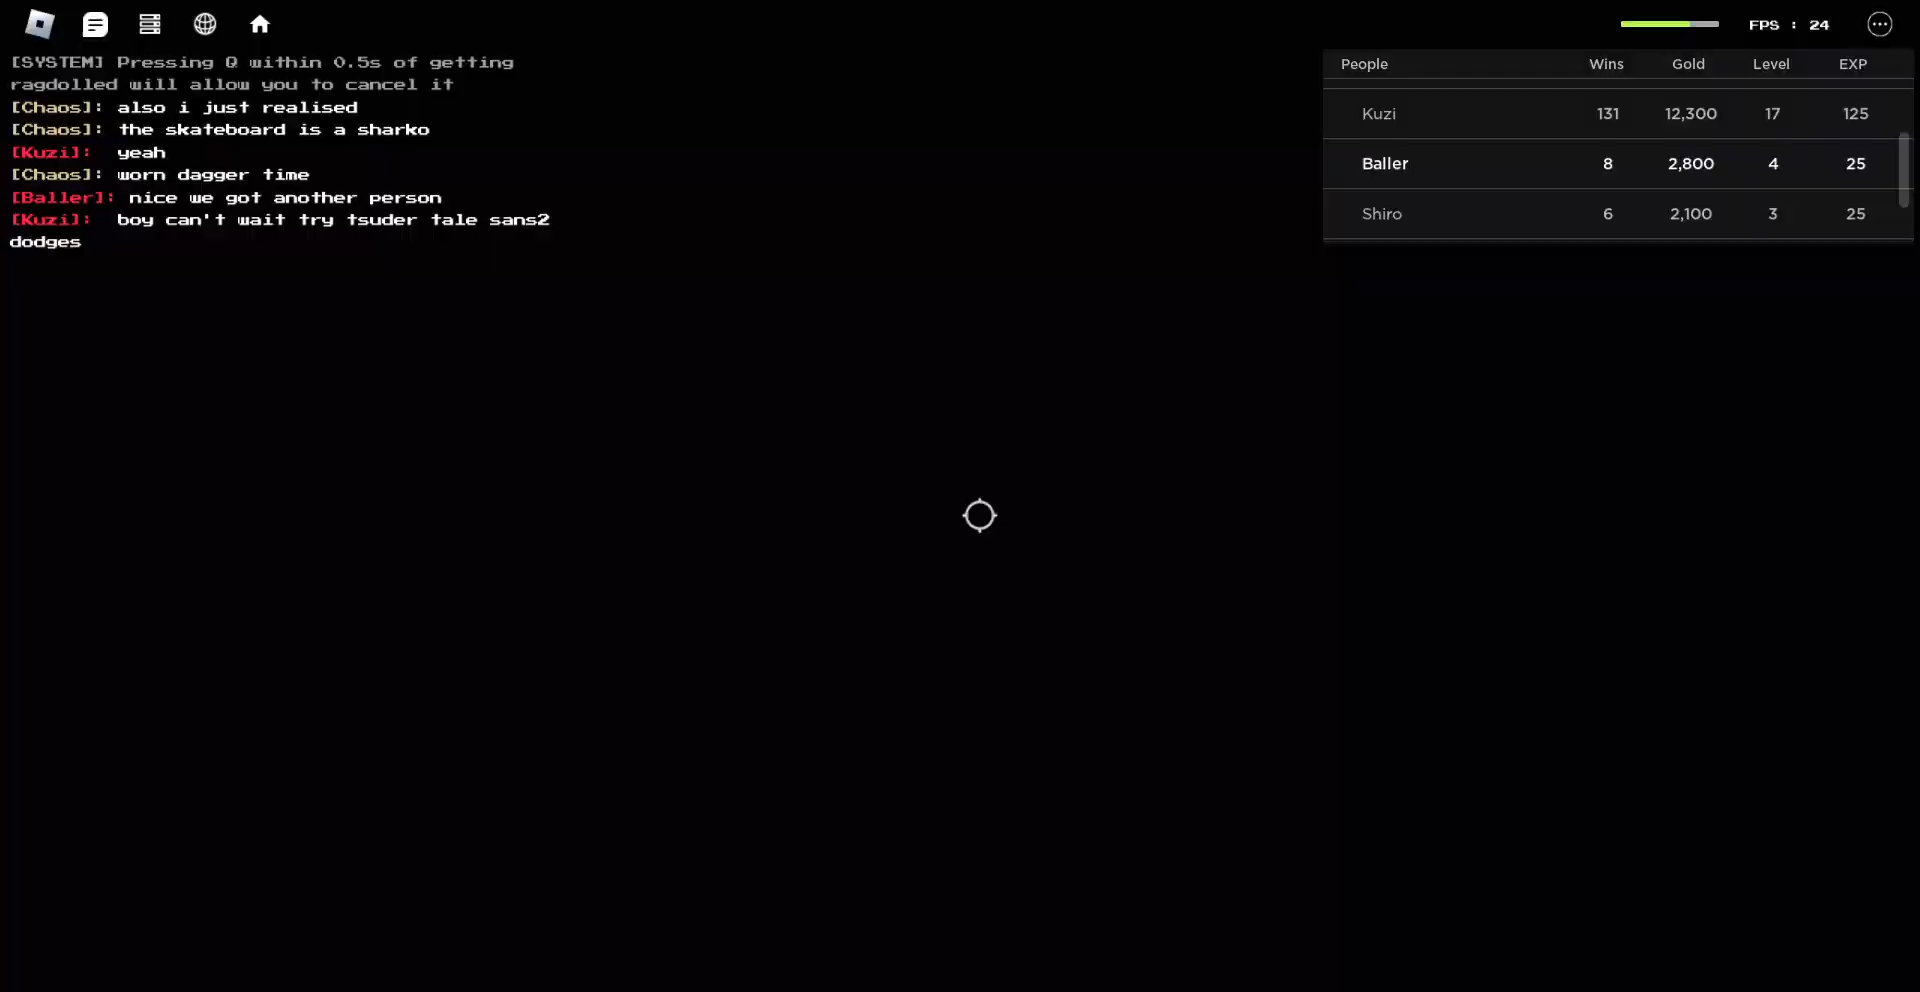 FPS : 24
[SYSTEM] Pressing Q within 0.5s of getting
ragdolled will allow you to cancel it
[Chaos]: also i just realised
[Chaos]: the skateboard is a sharko
[Kuzi]: yeah
[Chaos]: worn dagger time
[Baller]: nice we got another person
[Kuzi]: boy can't wait try tsuder tale sans2
dodges
People Wins Gold Level EXP
Kuzi 131 12,300 17 125
Baller 8 2,800 4 25
Shiro 6 2,100 3 25